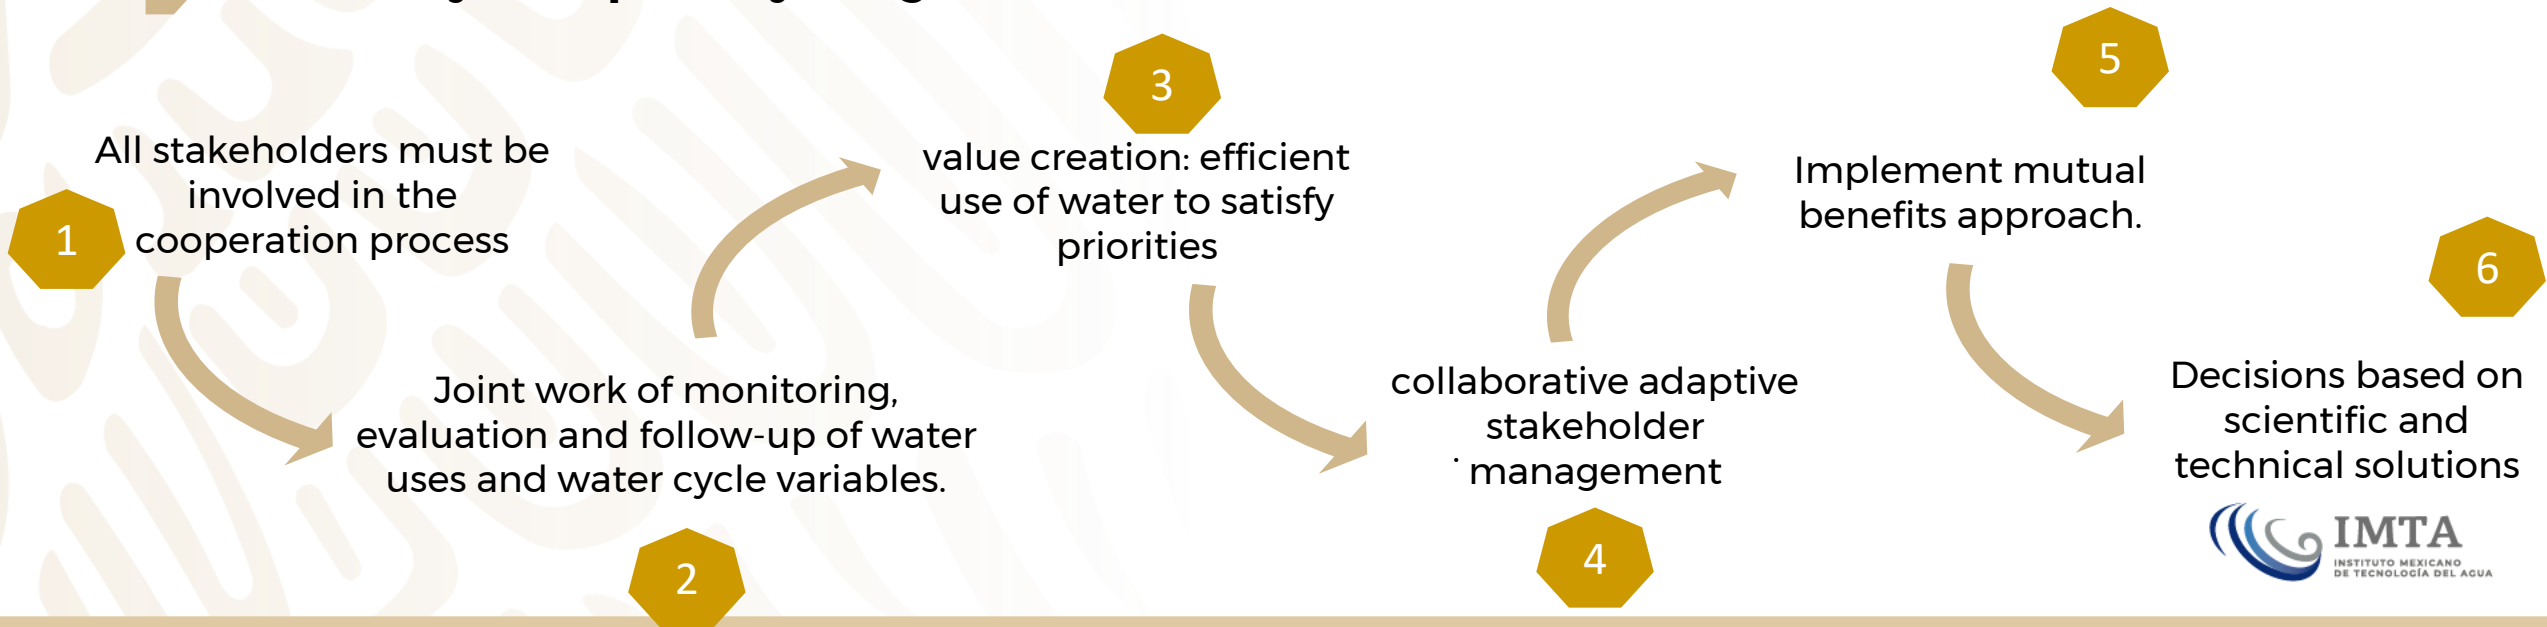 1
All stakeholders must be
involved in the
cooperation process
2
Joint work of monitoring,
evaluation and follow-up of water
uses and water cycle variables.
3
value creation: efficient
use of water to satisfy
priorities
4
collaborative adaptive
stakeholder
management
5
Implement mutual
benefits approach.
6
Decisions based on
scientific and
technical solutions
IMTA
INSTITUTO MEXICANO
DE TECNOLOGÍA DEL AGUA